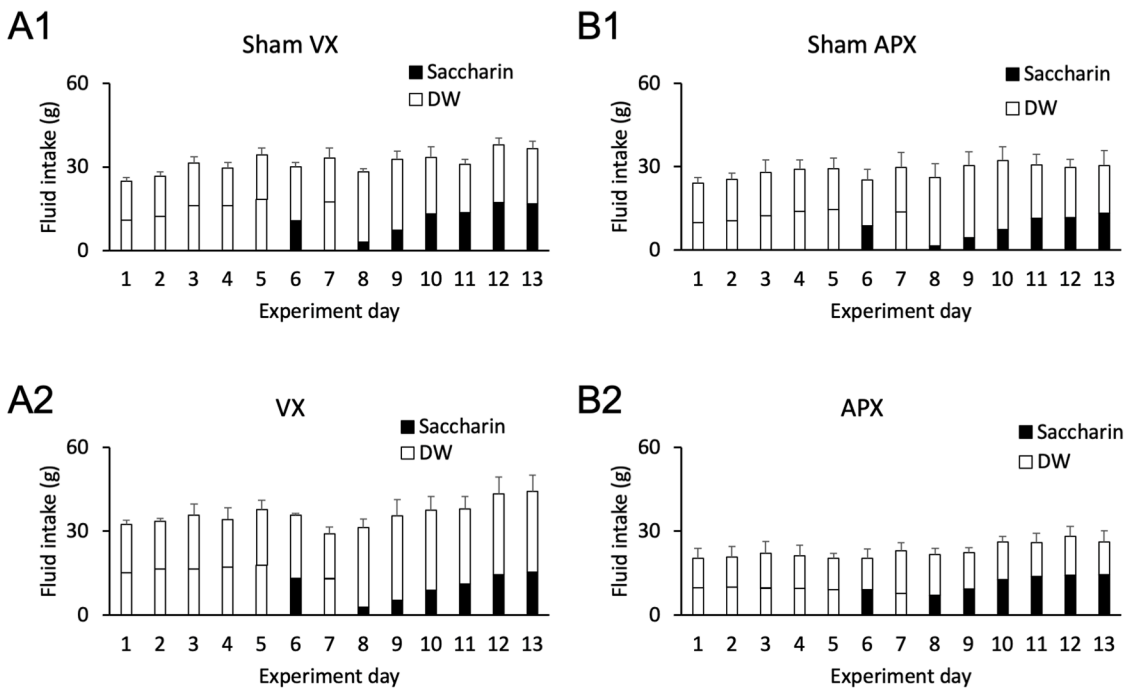 A1
Sham VX
Saccharin
DW
Fluid intake (g)
60
30
0
1 2 3 4 5 6 7 8 9 10 11 12 13
Experiment day
B1
Sham APX
Saccharin
DW
Fluid intake (g)
60
30
0
1 2 3 4 5 6 7 8 9 10 11 12 13
Experiment day
A2
VX
Saccharin
DW
Fluid intake (g)
60
30
0
1 2 3 4 5 6 7 8 9 10 11 12 13
Experiment day
B2
APX
Saccharin
DW
Fluid intake (g)
60
30
0
1 2 3 4 5 6 7 8 9 10 11 12 13
Experiment day